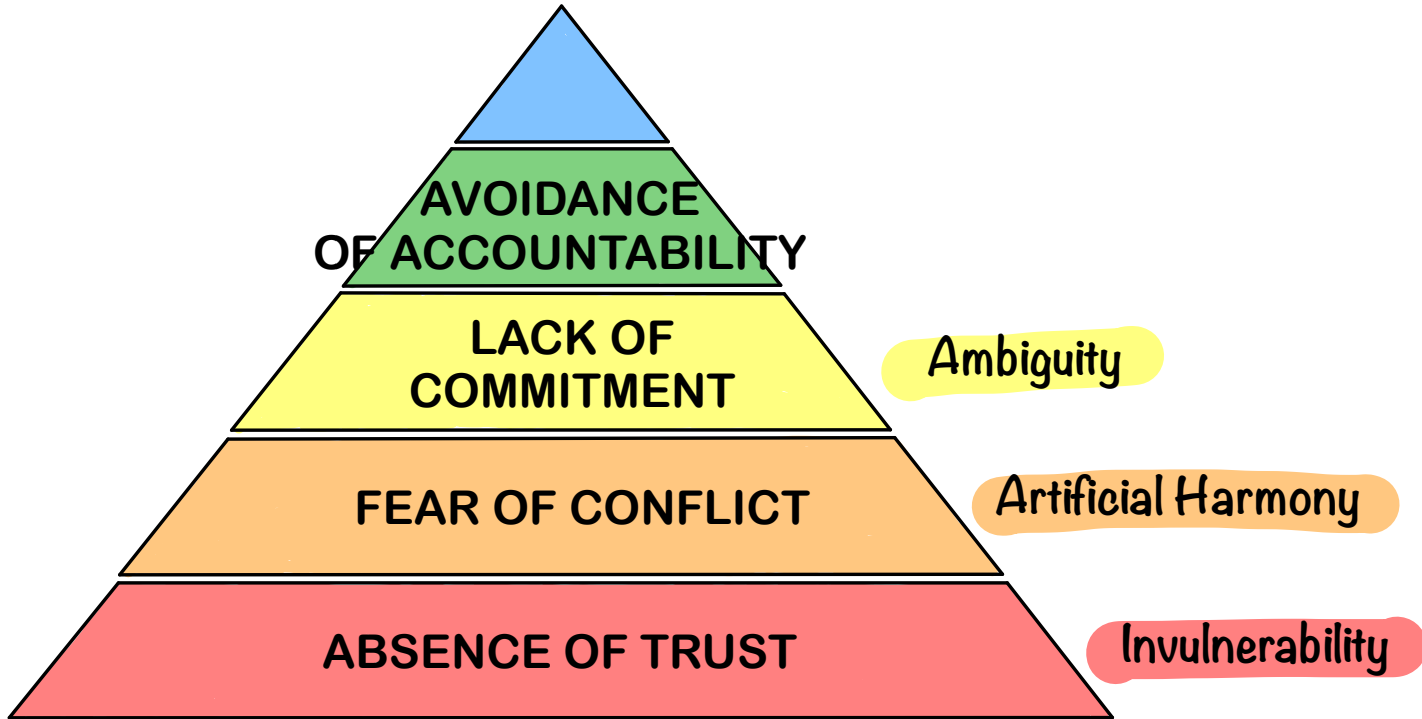 AVOIDANCE
OF ACCOUNTABILITY
LACK OF
COMMITMENT
Ambiguity
FEAR OF CONFLICT
Artificial Harmony
ABSENCE OF TRUST
Invulnerability